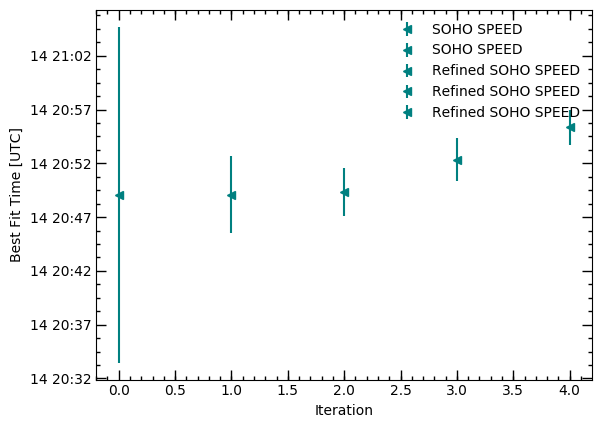 SOHO SPEED
SOHO SPEED
Refined SOHO SPEED
Refined SOHO SPEED
Refined SOHO SPEED
Best Fit Time [UTC]
14 21:02
14 20:57
14 20:52
14 20:47
14 20:42
14 20:37
14 20:32
0.0 0.5 1.0 1.5 2.0 2.5 3.0 3.5 4.0
Iteration